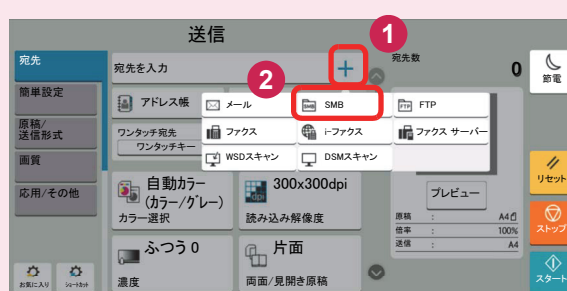 送信
1
宛先
宛先を入力
+
宛先数
0
節電
2
簡単設定
アドレス帳
メール
SMB
FTP
FTP
原稿/
送信形式
ワンタッチ宛先
ワンタッチキー
ファクス
i-ファクス
ファクス サーバー
画質
WSDスキャン
DSMスキャン
応用/その他
自動カラー
(カラー/グレー)
カラー選択
300x300dpi
dpi
読み込み解像度
プレビュー
リセット
原稿 : A4
倍率 : 100%
送信 : A4
ストップ
ふつう 0
濃度
片面
両面/見開き原稿
お気に入り
ショートカット
スタート